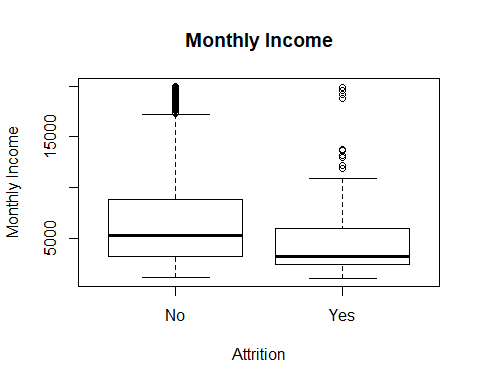 Monthly Income
Monthly Income
15000
5000
No
Yes
Attrition